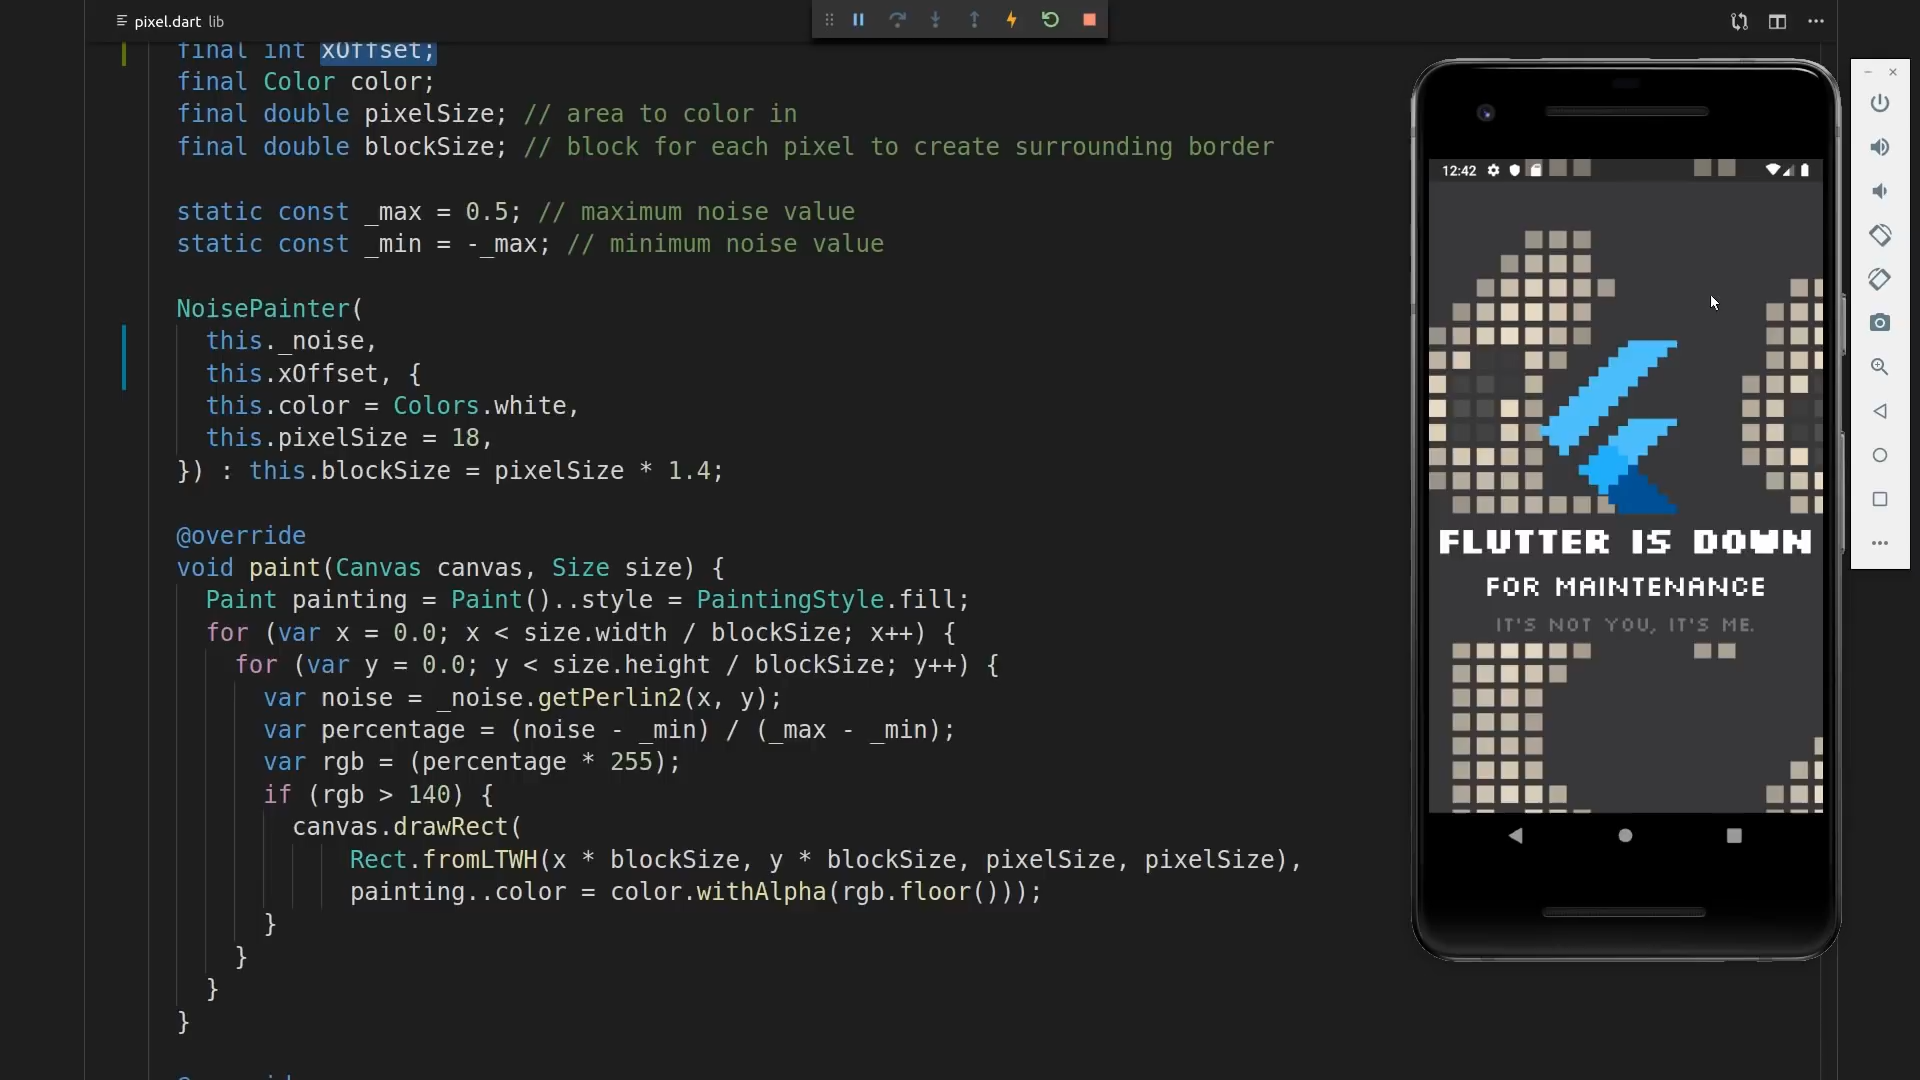 pixel.dart lib
final int xOffset;
final Color color;
final double pixelSize; // area to color in
final double blockSize; // block for each pixel to create surrounding border
static const _max = 0.5; // maximum noise value
static const _min = -_max; // minimum noise value
NoisePainter(
this._noise,
this.xOffset, {
this.color = Colors.white,
this.pixelSize = 18,
}) : this.blockSize = pixelSize * 1.4;
@override
void paint(Canvas canvas, Size size) {
Paint painting = Paint()..style = PaintingStyle.fill;
for (var x = 0.0; x < size.width / blockSize; x++) {
for (var y = 0.0; y < size.height / blockSize; y++) {
var noise = _noise.getPerlin2(x, y);
var percentage = (noise - _min) / (_max - _min);
var rgb = (percentage * 255);
if (rgb > 140) {
canvas.drawRect(
Rect.fromLTWH(x * blockSize, y * blockSize, pixelSize, pixelSize),
painting..color = color.withAlpha(rgb.floor()));
}
}
}
}
12:42
FLUTTER IS DOWN
FOR MAINTENANCE
IT'S NOT YOU, IT'S ME.